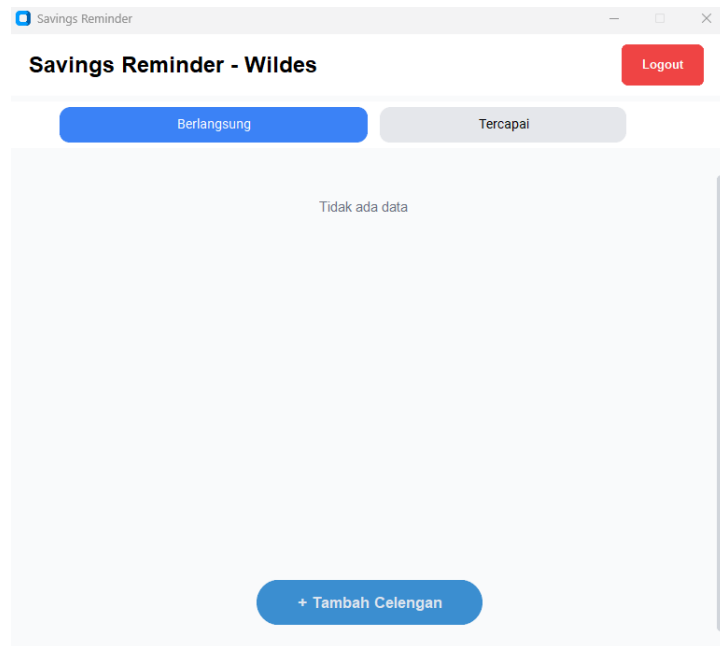 Savings Reminder
Savings Reminder - Wildes
Logout
Berlangsung
Tercapai
Tidak ada data
+ Tambah Celengan